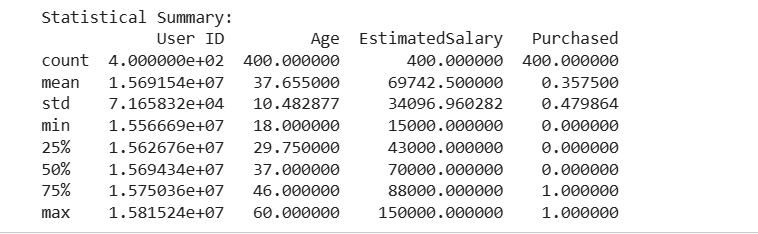 Statistical Summary:
User ID Age EstimatedSalary Purchased
count 4.000000e+02 400.000000 400.000000 400.000000
mean 1.569154e+07 37.655000 69742.500000 0.357500
std 7.165832e+04 10.482877 34096.960282 0.479864
min 1.556669e+07 18.000000 15000.000000 0.000000
25% 1.562676e+07 29.750000 43000.000000 0.000000
50% 1.569434e+07 37.000000 70000.000000 0.000000
75% 1.575036e+07 46.000000 88000.000000 1.000000
max 1.581524e+07 60.000000 150000.000000 1.000000